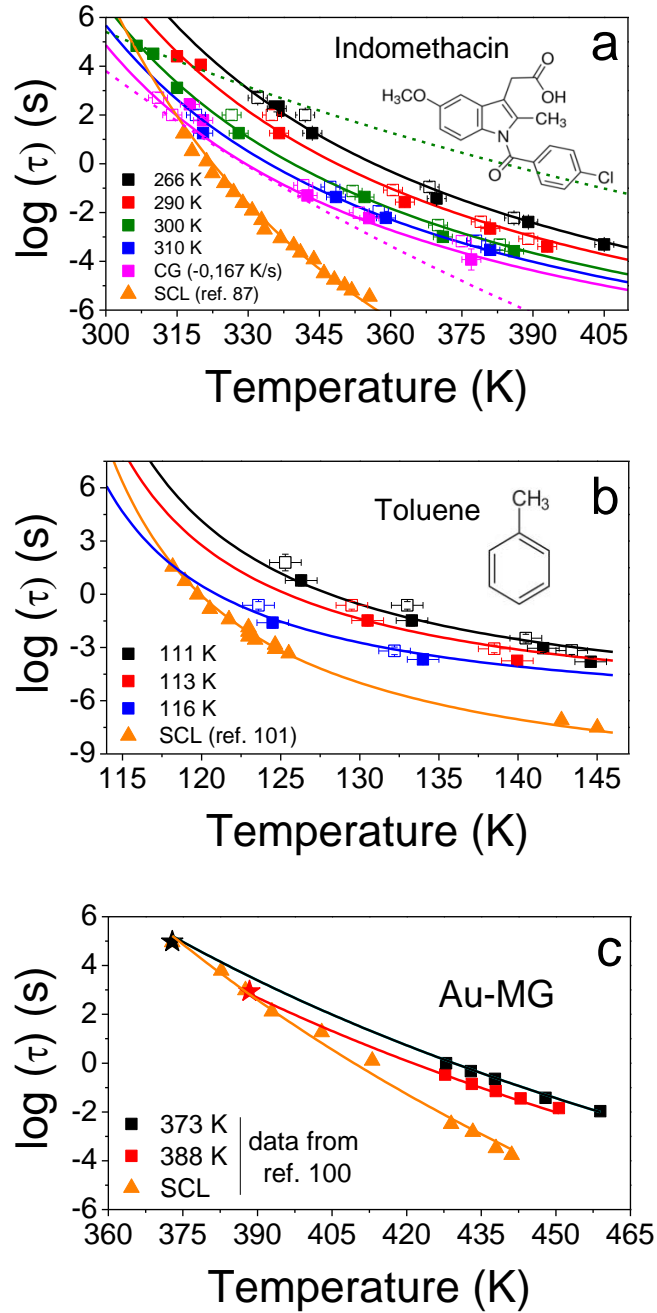 a
Indomethacin
O
OH
H₃CO
CH₃
N
O
Cl
6
4
2
0
-2
-4
-6
log (τ) (s)
266 K
290 K
300 K
310 K
CG (-0,167 K/s)
SCL (ref. 87)
300 315 330 345 360 375 390 405
Temperature (K)
b
Toluene
CH₃
6
3
0
-3
-6
-9
log (τ) (s)
111 K
113 K
116 K
SCL (ref. 101)
115 120 125 130 135 140 145
Temperature (K)
c
Au-MG
6
4
2
0
-2
-4
-6
log (τ) (s)
373 K
388 K
SCL
data from
ref. 100
360 375 390 405 420 435 450 465
Temperature (K)